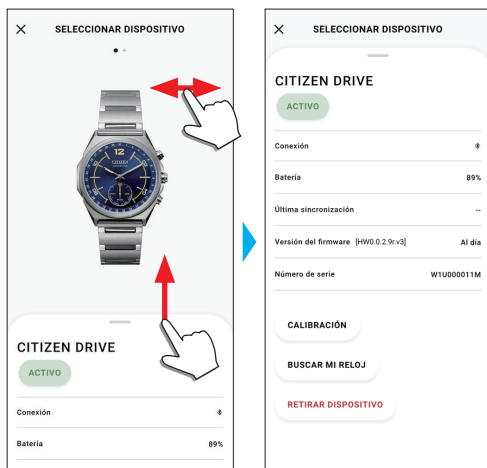 SELECCIONAR DISPOSITIVO
12
CITIZEN
CITIZEN DRIVE
ACTIVO
Conexión
Batería 89%
SELECCIONAR DISPOSITIVO
CITIZEN DRIVE
ACTIVO
Conexión
Batería 89%
Última sincronización --
Versión del firmware [HW0.0.2.9r.v3] Al día
Número de serie W1U000011M
CALIBRACIÓN
BUSCAR MI RELOJ
RETIRAR DISPOSITIVO